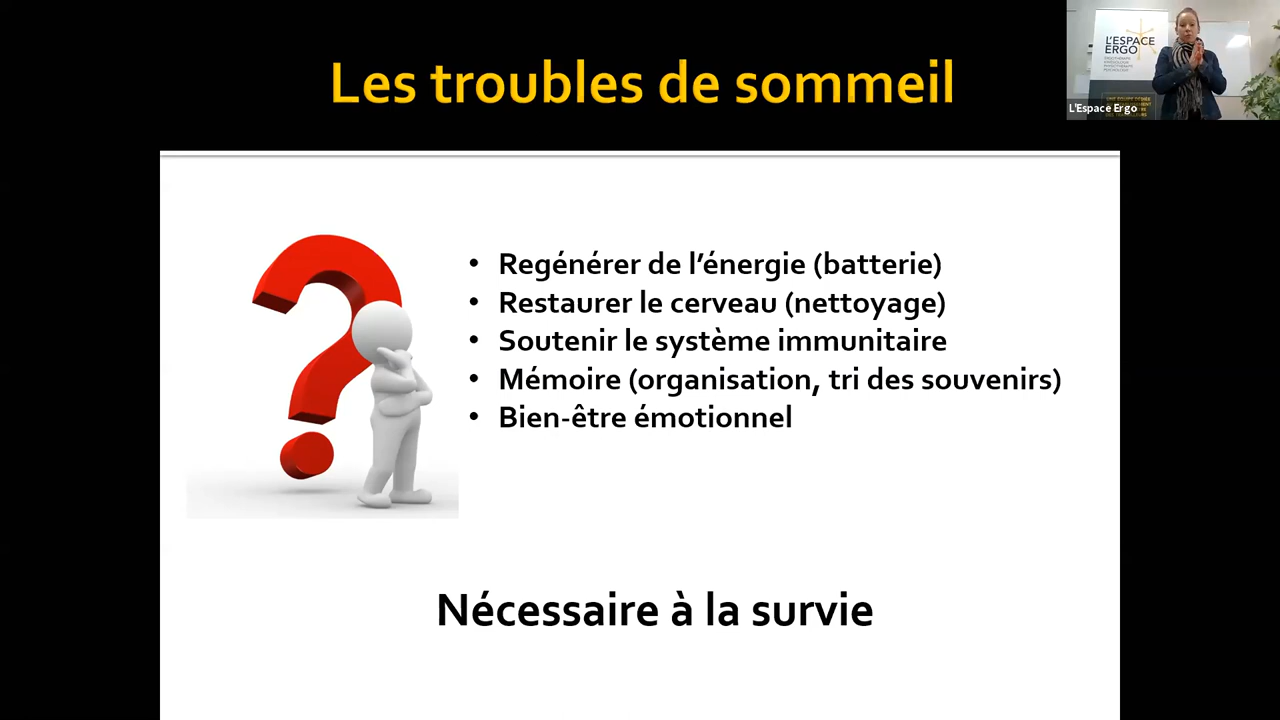 Les troubles de sommeil
L'ESPACE
ERGO
L'Espace Ergo
• Regénérer de l'énergie (batterie)
• Restaurer le cerveau (nettoyage)
• Soutenir le système immunitaire
• Mémoire (organisation, tri des souvenirs)
• Bien-être émotionnel
Nécessaire à la survie